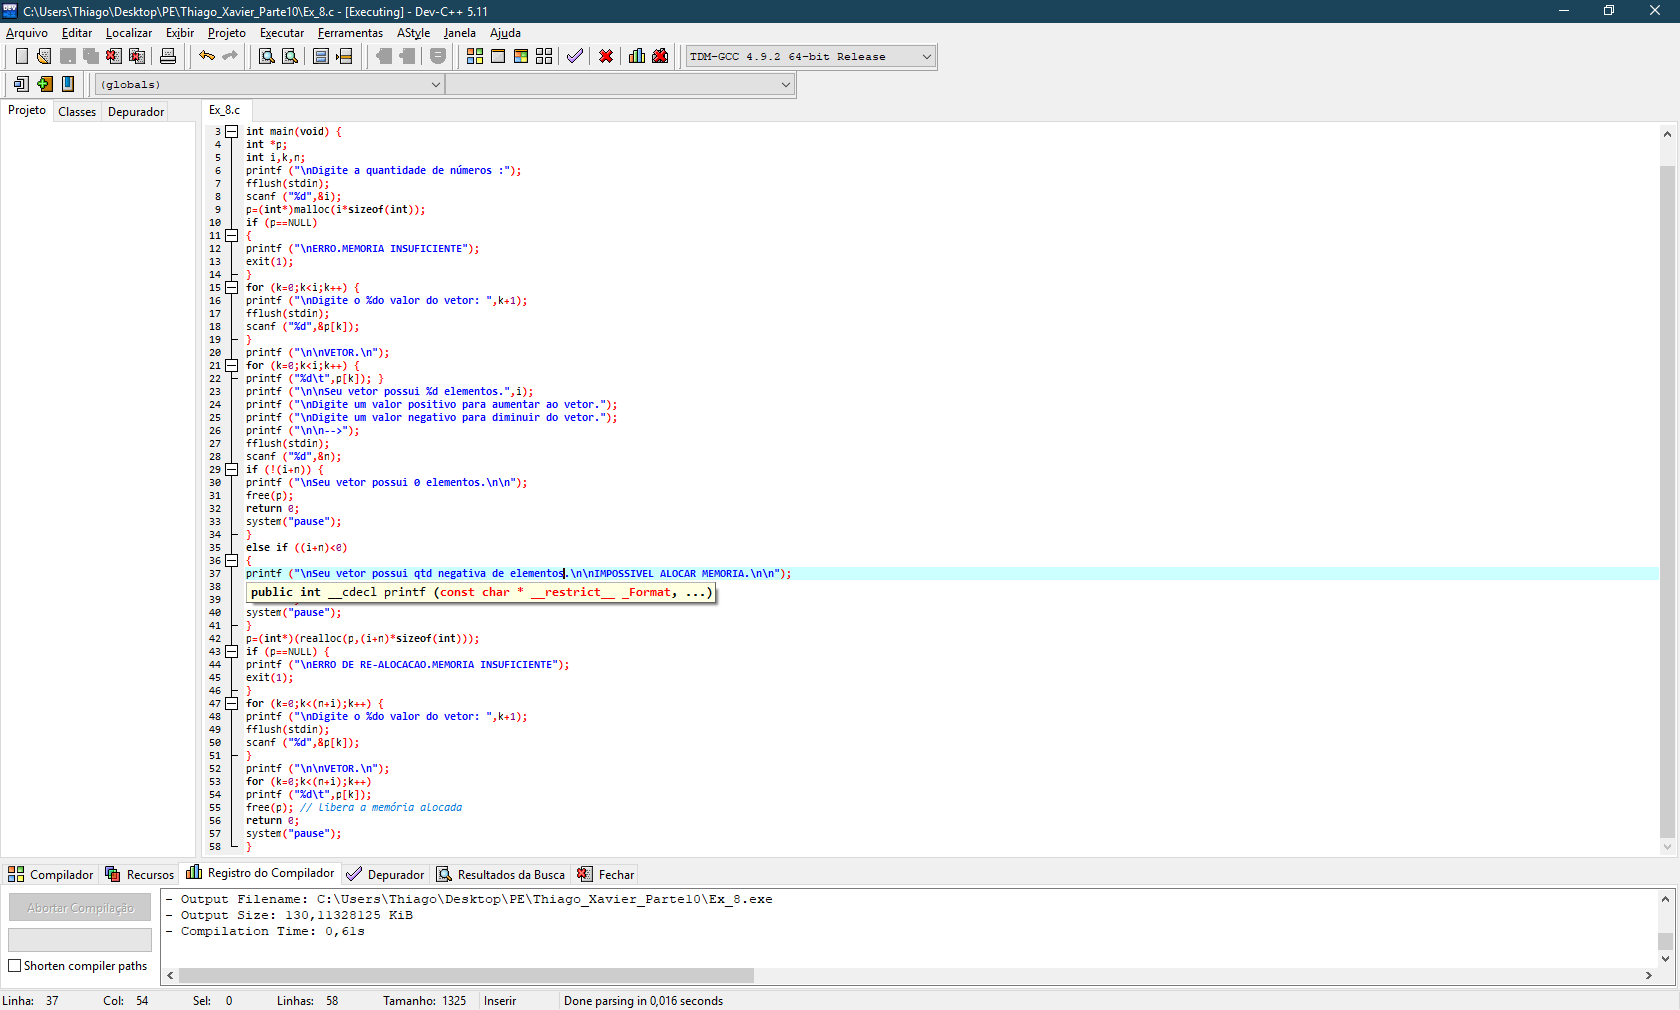 C:\Users\Thiago\Desktop\PE\Thiago_Xavier_Parte10\Ex_8.c - [Executing] - Dev-C++ 5.11
Arquivo Editar Localizar Exibir Projeto Executar Ferramentas AStyle Janela Ajuda
TDM-GCC 4.9.2 64-bit Release
(globals)
Projeto Classes Depurador Ex_8.c
3 int main(void) {
4 int *p;
5 int i,k,n;
6 printf ("\nDigite a quantidade de números :");
7 fflush(stdin);
8 scanf ("%d",&i);
9 p=(int*)malloc(i*sizeof(int));
10 if (p==NULL)
11 {
12 printf ("\nERRO.MEMORIA INSUFICIENTE");
13 exit(1);
14 }
15 for (k=0;k<i;k++) {
16 printf ("\nDigite o %do valor do vetor: ",k+1);
17 fflush(stdin);
18 scanf ("%d",&p[k]);
19 }
20 printf ("\n\nVETOR.\n");
21 for (k=0;k<i;k++) {
22 printf ("%d\t",p[k]); }
23 printf ("\n\nSeu vetor possui %d elementos.",i);
24 printf ("\nDigite um valor positivo para aumentar ao vetor.");
25 printf ("\nDigite um valor negativo para diminuir do vetor.");
26 printf ("\n\n-->");
27 fflush(stdin);
28 scanf ("%d",&n);
29 if (!(i+n)) {
30 printf ("\nSeu vetor possui 0 elementos.\n\n");
31 free(p);
32 return 0;
33 system("pause");
34 }
35 else if ((i+n)<0)
36 {
37 printf ("\nSeu vetor possui qtd negativa de elementos.\n\nIMPOSSIVEL ALOCAR MEMORIA.\n\n");
38 public int __cdecl printf (const char * __restrict__ _Format, ...)
39
40 system("pause");
41 }
42 p=(int*)(realloc(p,(i+n)*sizeof(int)));
43 if (p==NULL) {
44 printf ("\nERRO DE RE-ALOCACAO.MEMORIA INSUFICIENTE");
45 exit(1);
46 }
47 for (k=0;k<(n+i);k++) {
48 printf ("\nDigite o %do valor do vetor: ",k+1);
49 fflush(stdin);
50 scanf ("%d",&p[k]);
51 }
52 printf ("\n\nVETOR.\n");
53 for (k=0;k<(n+i);k++)
54 printf ("%d\t",p[k]);
55 free(p); // libera a memória alocada
56 return 0;
57 system("pause");
58 }
Compilador Recursos Registro do Compilador Depurador Resultados da Busca Fechar
Abortar Compilação
Shorten compiler paths
- Output Filename: C:\Users\Thiago\Desktop\PE\Thiago_Xavier_Parte10\Ex_8.exe
- Output Size: 130,11328125 KiB
- Compilation Time: 0,61s
Linha: 37 Col: 54 Sel: 0 Linhas: 58 Tamanho: 1325 Inserir Done parsing in 0,016 seconds